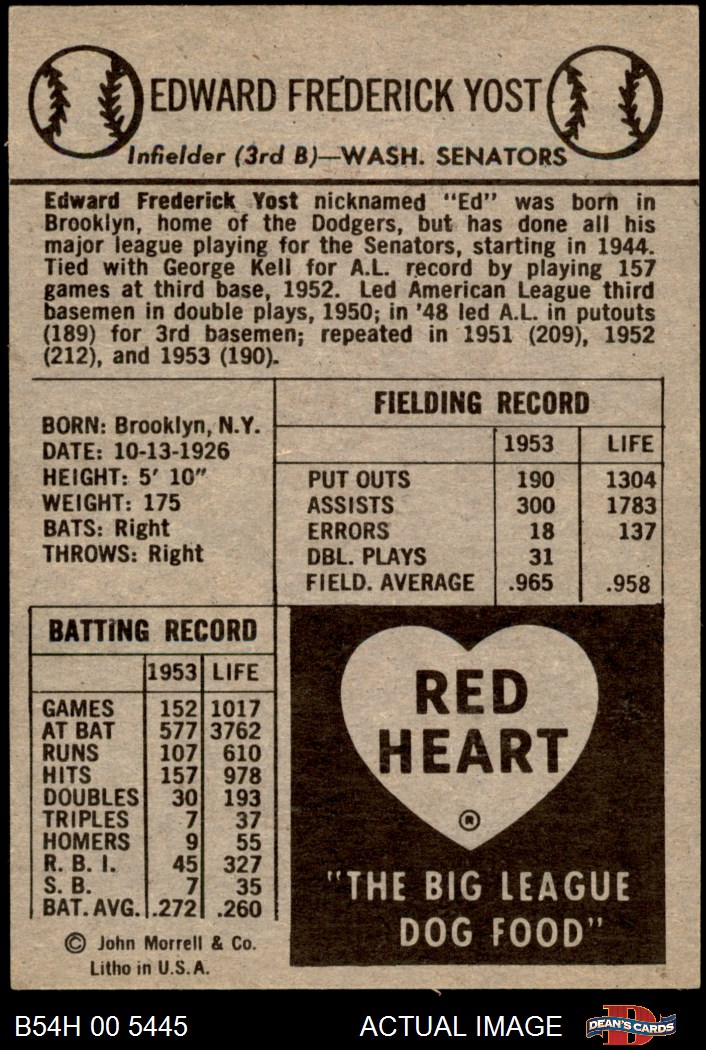 EDWARD FREDERICK YOST
Infielder (3rd B)—WASH. SENATORS
Edward Frederick Yost nicknamed "Ed" was born in
Brooklyn, home of the Dodgers, but has done all his
major league playing for the Senators, starting in 1944.
Tied with George Kell for A.L. record by playing 157
games at third base, 1952. Led American League third
basemen in double plays, 1950; in '48 led A.L. in putouts
(189) for 3rd basemen; repeated in 1951 (209), 1952
(212), and 1953 (190).
BORN: Brooklyn, N.Y.
DATE: 10-13-1926
HEIGHT: 5' 10"
WEIGHT: 175
BATS: Right
THROWS: Right
FIELDING RECORD
1953 LIFE
PUT OUTS 190 1304
ASSISTS 300 1783
ERRORS 18 137
DBL. PLAYS 31
FIELD. AVERAGE .965 .958
BATTING RECORD
1953 LIFE
GAMES 152 1017
AT BAT 577 3762
RUNS 107 610
HITS 157 978
DOUBLES 30 193
TRIPLES 7 37
HOMERS 9 55
R. B. I. 45 327
S. B. 7 35
BAT. AVG. .272 .260
© John Morrell & Co.
Litho in U.S.A.
RED
HEART
®
"THE BIG LEAGUE
DOG FOOD"
B54H 00 5445 ACTUAL IMAGE D DEAN'S CARDS